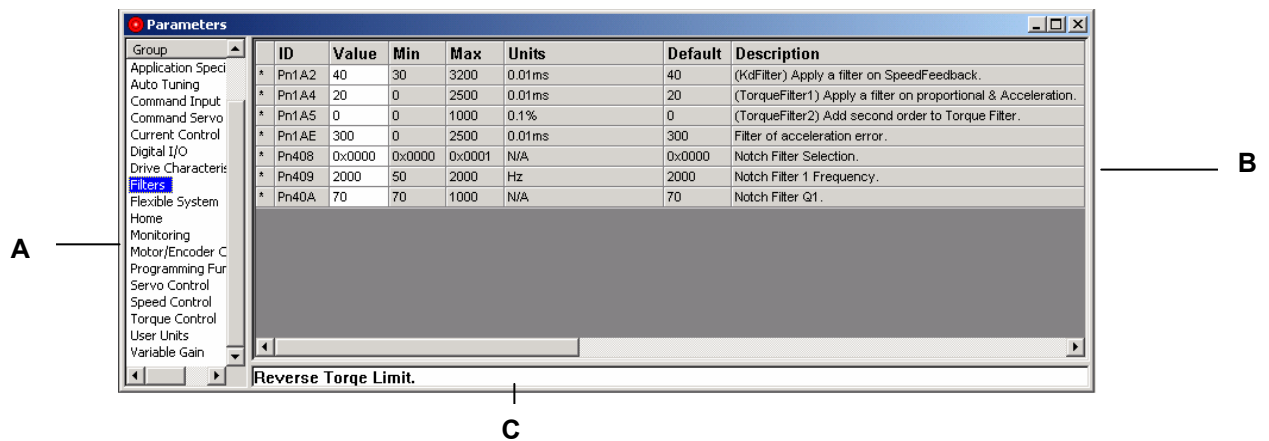 Parameters
Group
Application Speci
Auto Tuning
Command Input
Command Servo
Current Control
Digital I/O
Drive Characteris
Filters
Flexible System
Home
Monitoring
Motor/Encoder C
Programming Fur
Servo Control
Speed Control
Torque Control
User Units
Variable Gain
ID Value Min Max Units Default Description
* Pn1A2 40 30 3200 0.01ms 40 (KdFilter) Apply a filter on SpeedFeedback.
* Pn1A4 20 0 2500 0.01ms 20 (TorqueFilter1) Apply a filter on proportional & Acceleration.
* Pn1A5 0 0 1000 0.1% 0 (TorqueFilter2) Add second order to Torque Filter.
* Pn1AE 300 0 2500 0.01ms 300 Filter of acceleration error.
* Pn408 0x0000 0x0000 0x0001 N/A 0x0000 Notch Filter Selection.
* Pn409 2000 50 2000 Hz 2000 Notch Filter 1 Frequency.
* Pn40A 70 70 1000 N/A 70 Notch Filter Q1.
Reverse Torqe Limit.
A
B
C